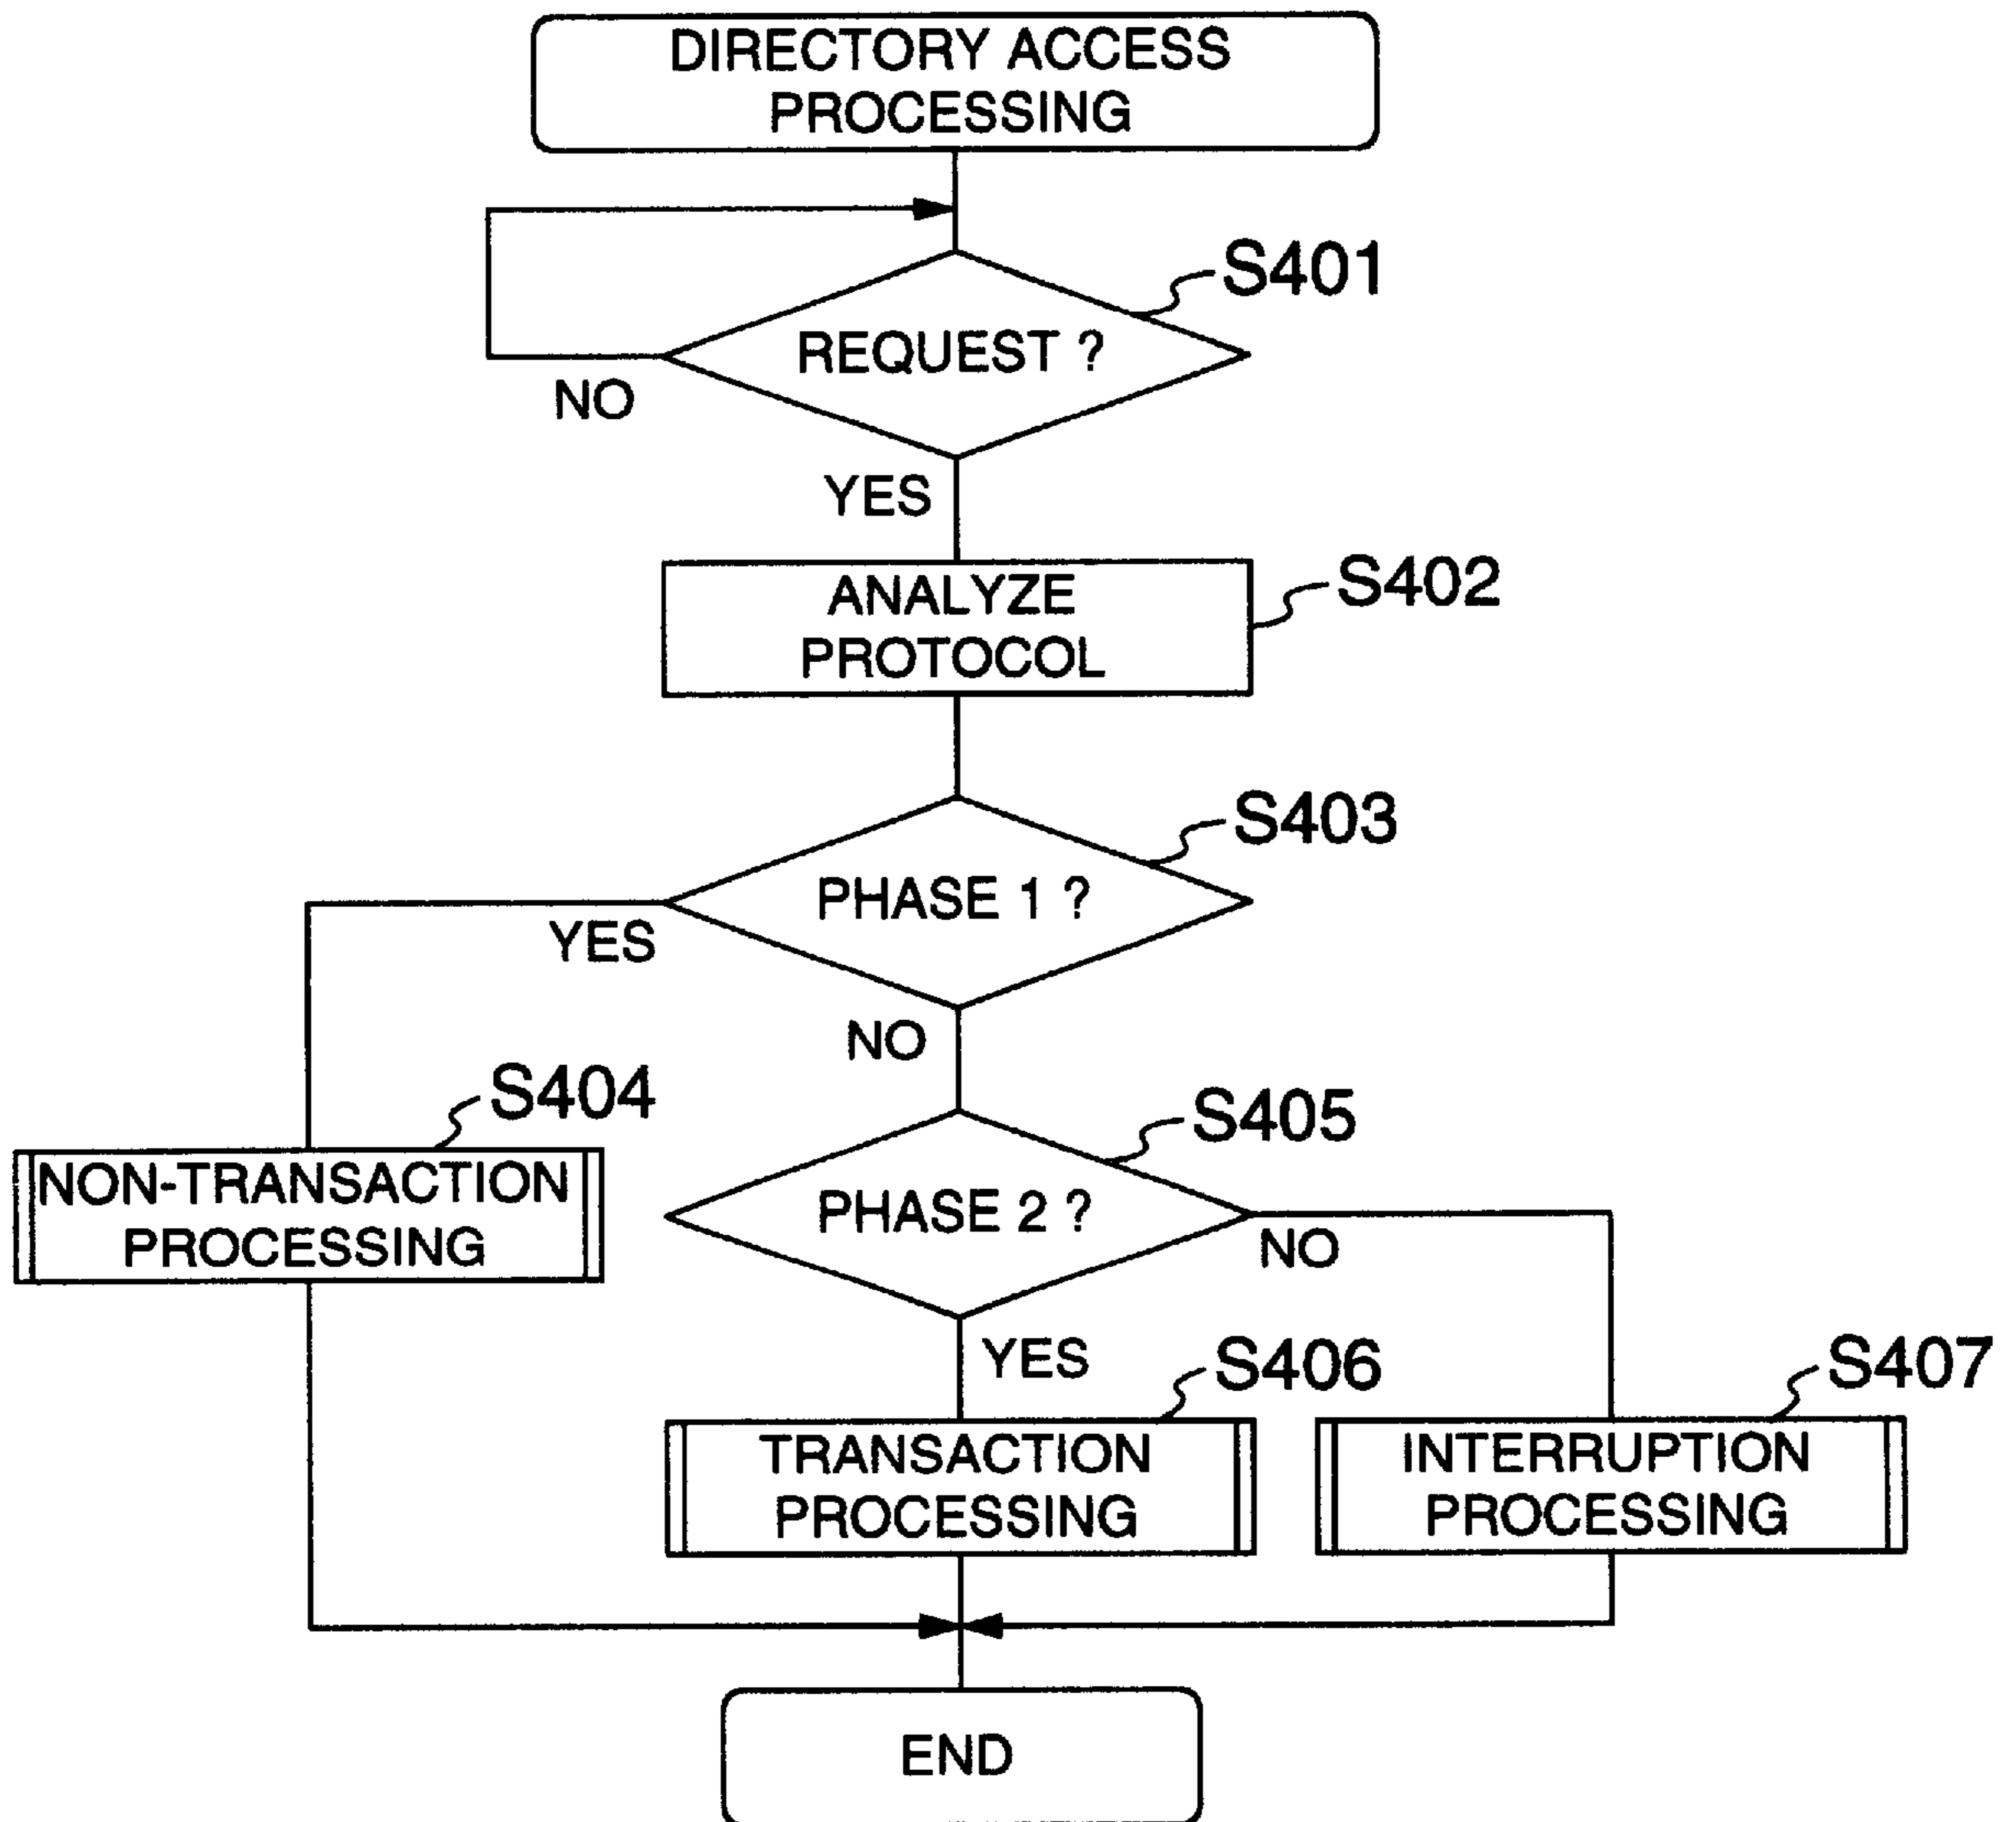 DIRECTORY ACCESS
PROCESSING
S401
REQUEST ?
NO
YES
ANALYZE
PROTOCOL
S402
S403
PHASE 1 ?
YES
NO
S404
NON-TRANSACTION
PROCESSING
S405
PHASE 2 ?
NO
YES
S406
TRANSACTION
PROCESSING
S407
INTERRUPTION
PROCESSING
END